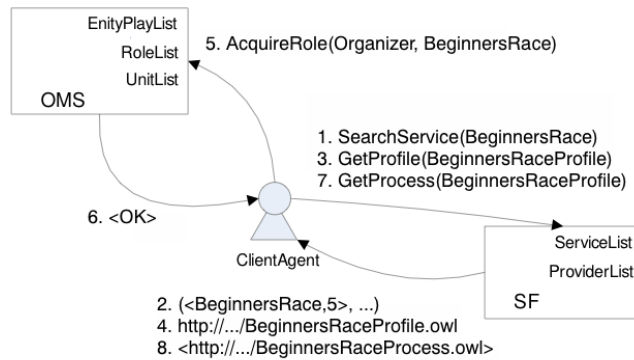 EnityPlayList
RoleList
UnitList
OMS
5. AcquireRole(Organizer, BeginnersRace)
1. SearchService(BeginnersRace)
3. GetProfile(BeginnersRaceProfile)
7. GetProcess(BeginnersRaceProfile)
6. <OK>
ClientAgent
ServiceList
ProviderList
SF
2. (<BeginnersRace,5>, ...)
4. http://.../BeginnersRaceProfile.owl
8. <http://.../BeginnersRaceProcess.owl>